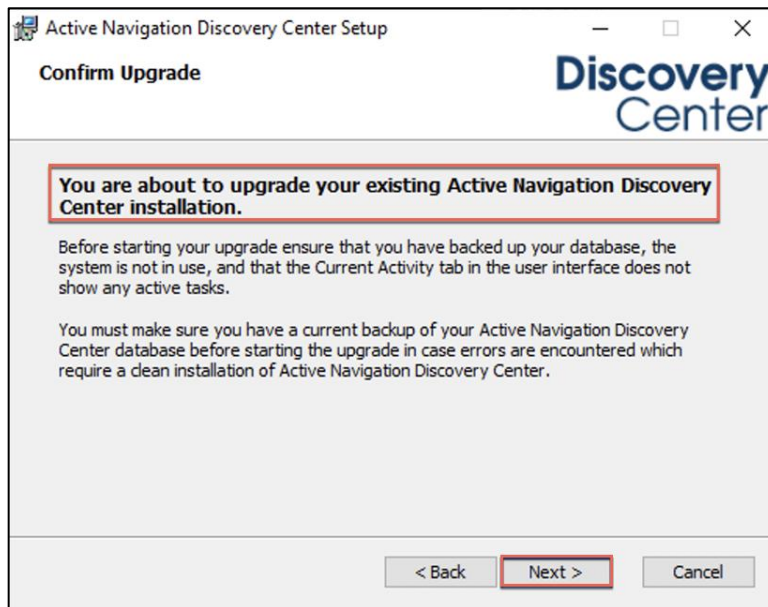 Active Navigation Discovery Center Setup
Confirm Upgrade
Discovery
Center
You are about to upgrade your existing Active Navigation Discovery
Center installation.
Before starting your upgrade ensure that you have backed up your database, the
system is not in use, and that the Current Activity tab in the user interface does not
show any active tasks.
You must make sure you have a current backup of your Active Navigation Discovery
Center database before starting the upgrade in case errors are encountered which
require a clean installation of Active Navigation Discovery Center.
< Back Next > Cancel